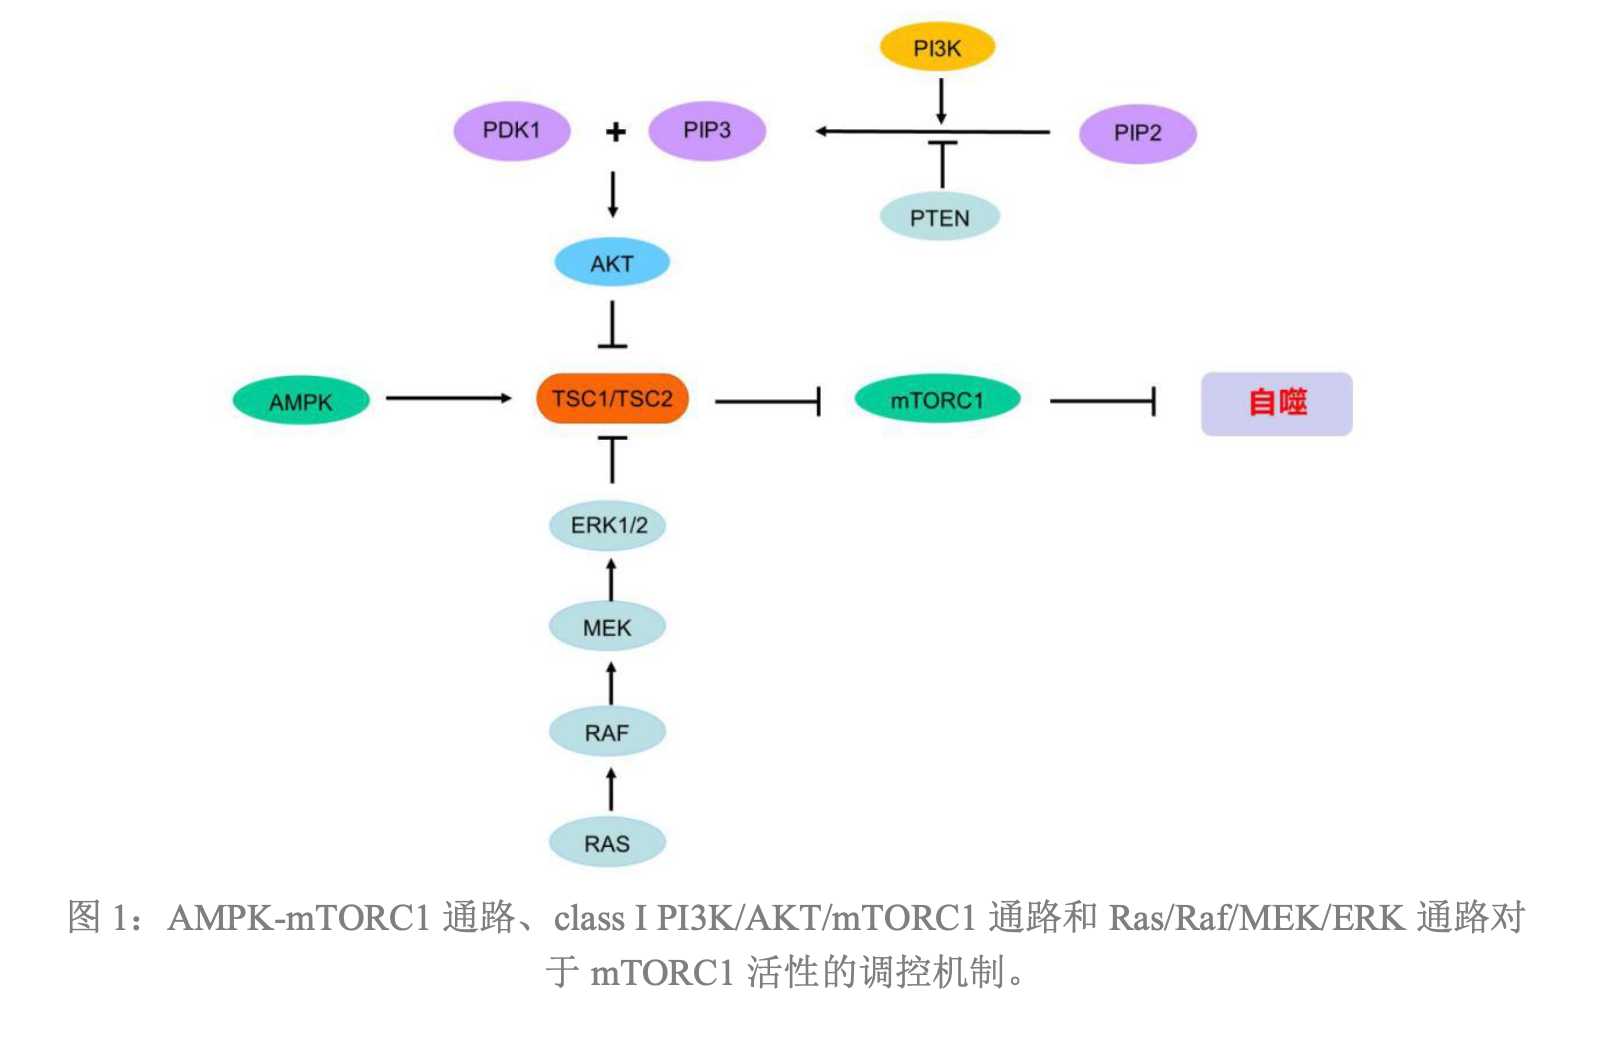 PI3K
PDK1 + PIP3
PIP2
PTEN
AKT
AMPK
TSC1/TSC2
mTORC1
自噬
ERK1/2
MEK
RAF
RAS
图 1：AMPK-mTORC1 通路、class I PI3K/AKT/mTORC1 通路和 Ras/Raf/MEK/ERK 通路对
于 mTORC1 活性的调控机制。